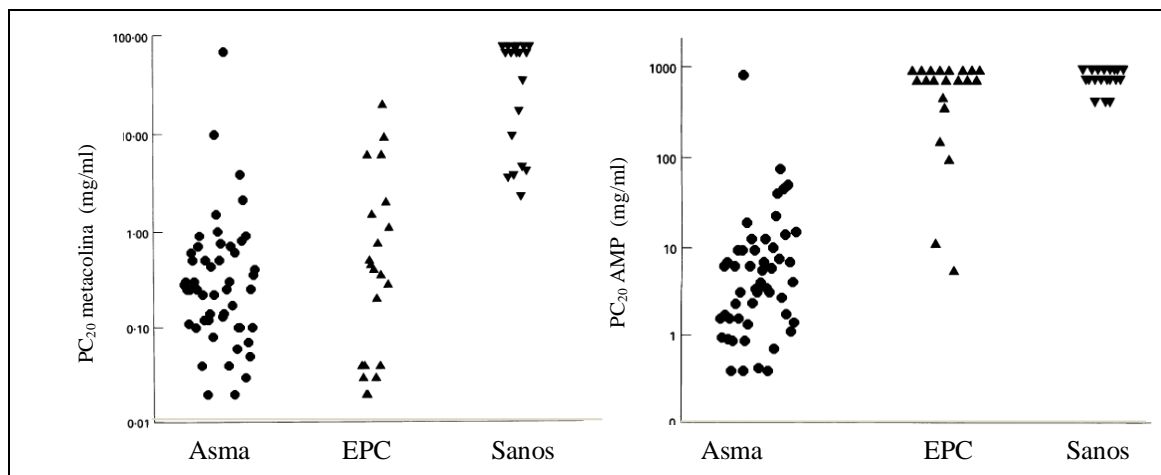 100·00
10·00
1·00
0·10
0·01
PC20 metacolina (mg/ml)
Asma EPC Sanos
1000
100
10
1
0
PC20 AMP (mg/ml)
Asma EPC Sanos